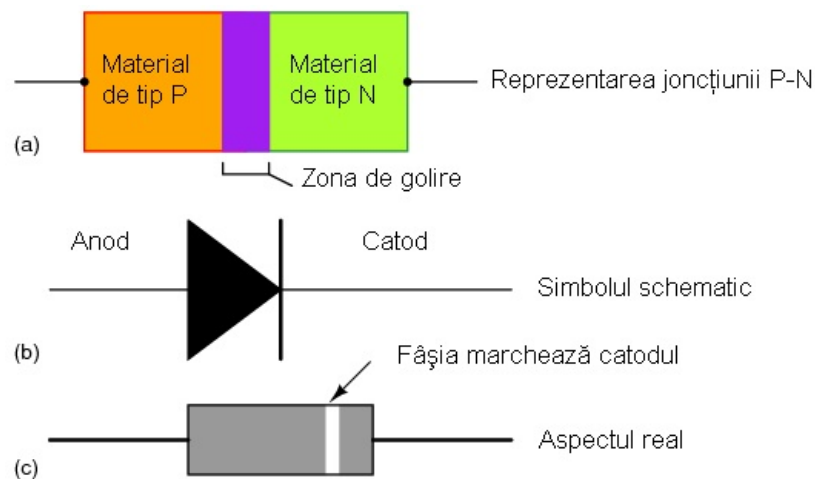 Material
de tip P
Material
de tip N
Reprezentarea joncțiunii P-N
(a)
Zona de golire
Anod
Catod
Simbolul schematic
(b)
Fâşia marchează catodul
Aspectul real
(c)